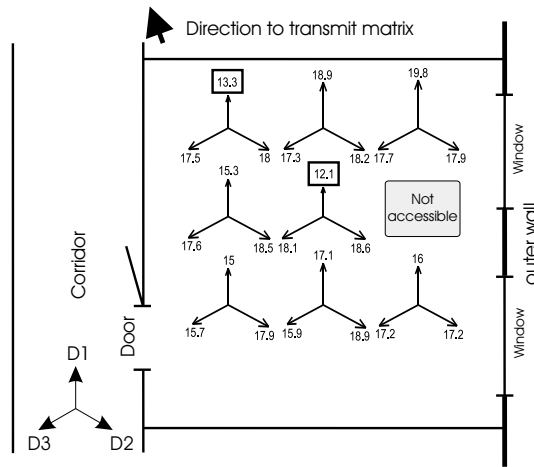 Direction to transmit matrix
13.3
18.9
19.8
17.5
18
17.3
18.2
17.7
17.9
15.3
12.1
Not
accessible
17.6
18.5
18.1
18.6
15
17.1
16
15.7
17.9
15.9
18.9
17.2
17.2
Corridor
Door
Window
outer wall
Window
D1
D3
D2